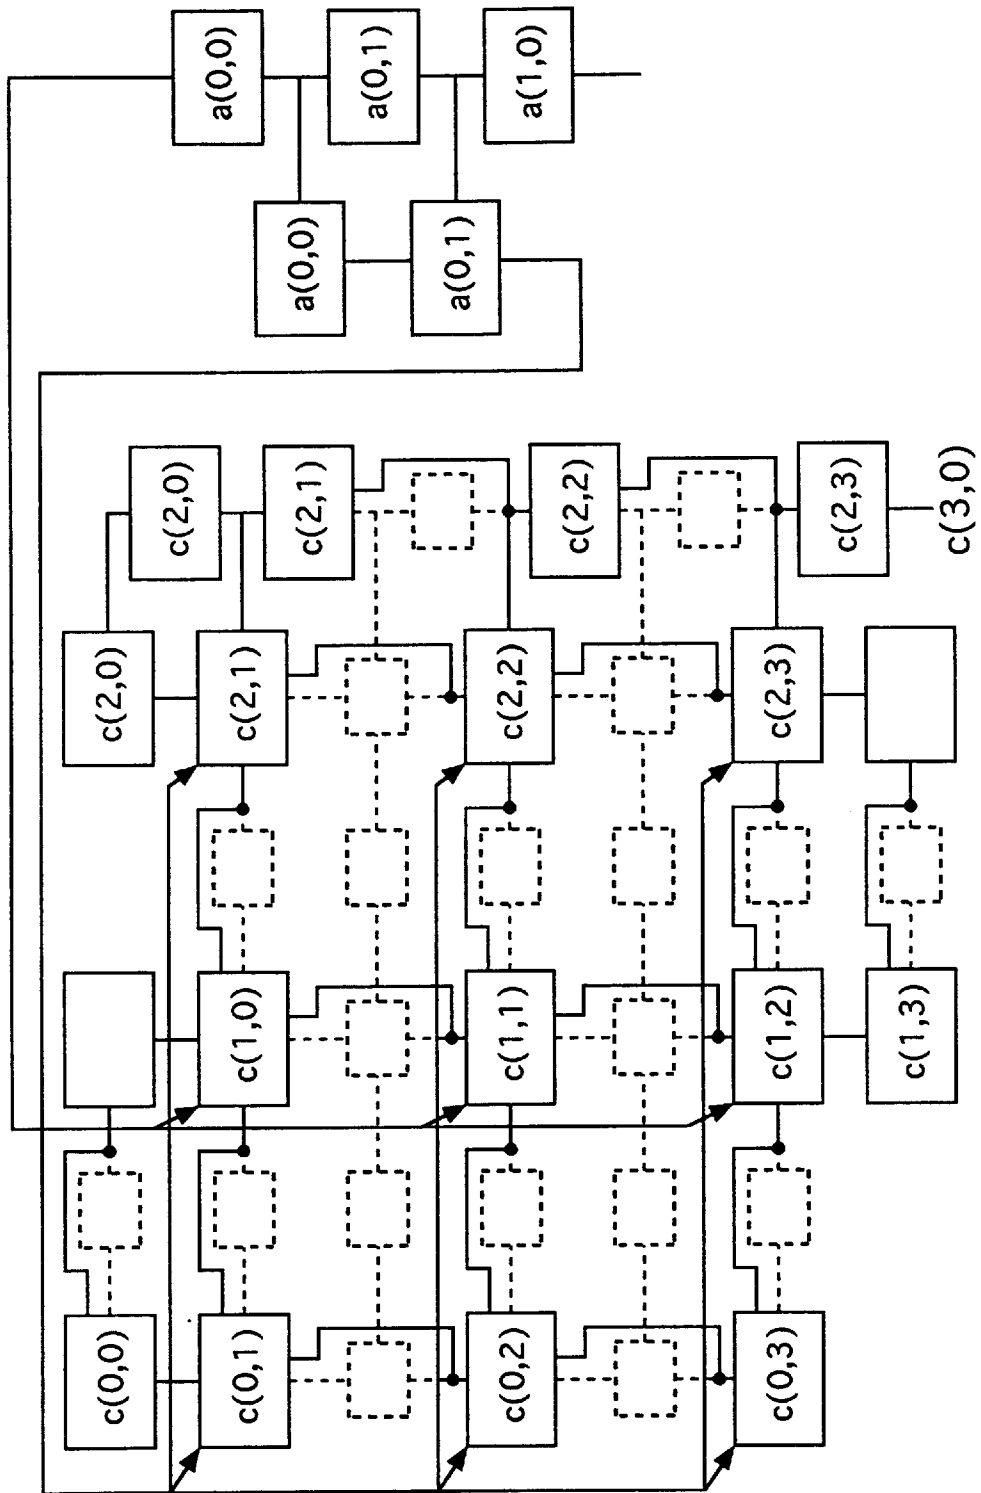 c(0,0)
c(2,0)
c(2,0)
a(0,0)
c(0,1)
c(1,0)
c(2,1)
c(2,1)
a(0,0)
a(0,1)
a(0,1)
c(0,2)
c(1,1)
c(2,2)
a(1,0)
c(2,2)
c(0,3)
c(1,2)
c(2,3)
c(2,3)
c(1,3)
c(3,0)